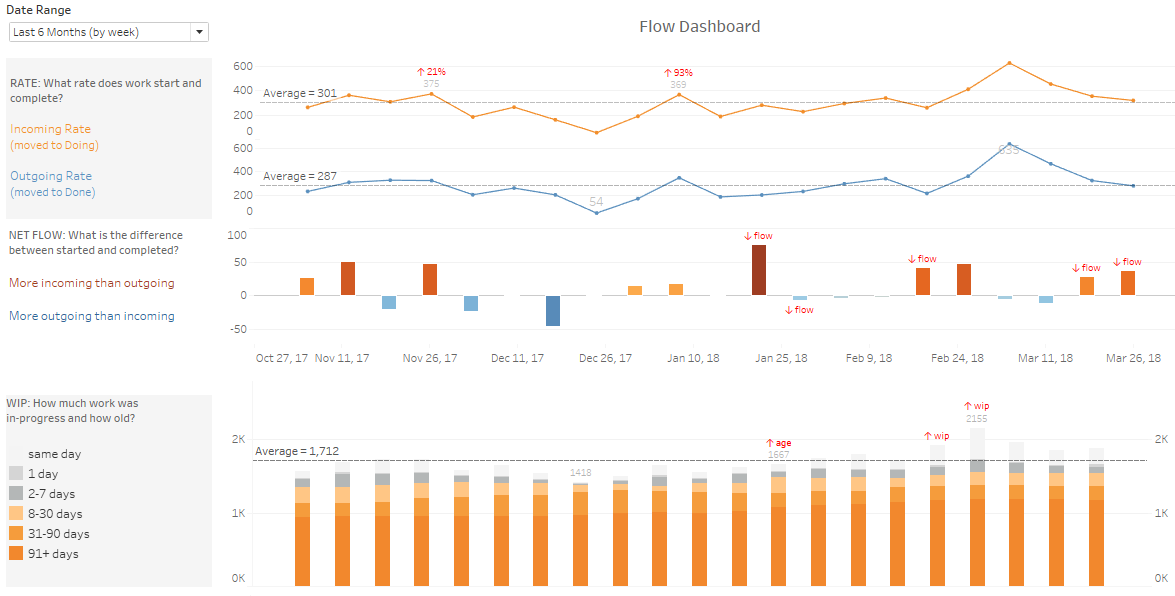 Date Range
Last 6 Months (by week)
Flow Dashboard
RATE: What rate does work start and
complete?
Incoming Rate
(moved to Doing)
Outgoing Rate
(moved to Done)
600
400
200
0
Average = 301
↑ 21%
375
↑ 93%
369
600
400
200
0
Average = 287
54
635
NET FLOW: What is the difference
between started and completed?
More incoming than outgoing
More outgoing than incoming
100
50
0
-50
↓ flow
↓ flow
↓ flow
↓ flow
↓ flow
Oct 27, 17 Nov 11, 17 Nov 26, 17 Dec 11, 17 Dec 26, 17 Jan 10, 18 Jan 25, 18 Feb 9, 18 Feb 24, 18 Mar 11, 18 Mar 26, 18
WIP: How much work was
in-progress and how old?
same day
1 day
2-7 days
8-30 days
31-90 days
91+ days
2K
1K
0K
Average = 1,712
1418
↑ age
1667
↑ wip
↑ wip
2155
2K
1K
0K